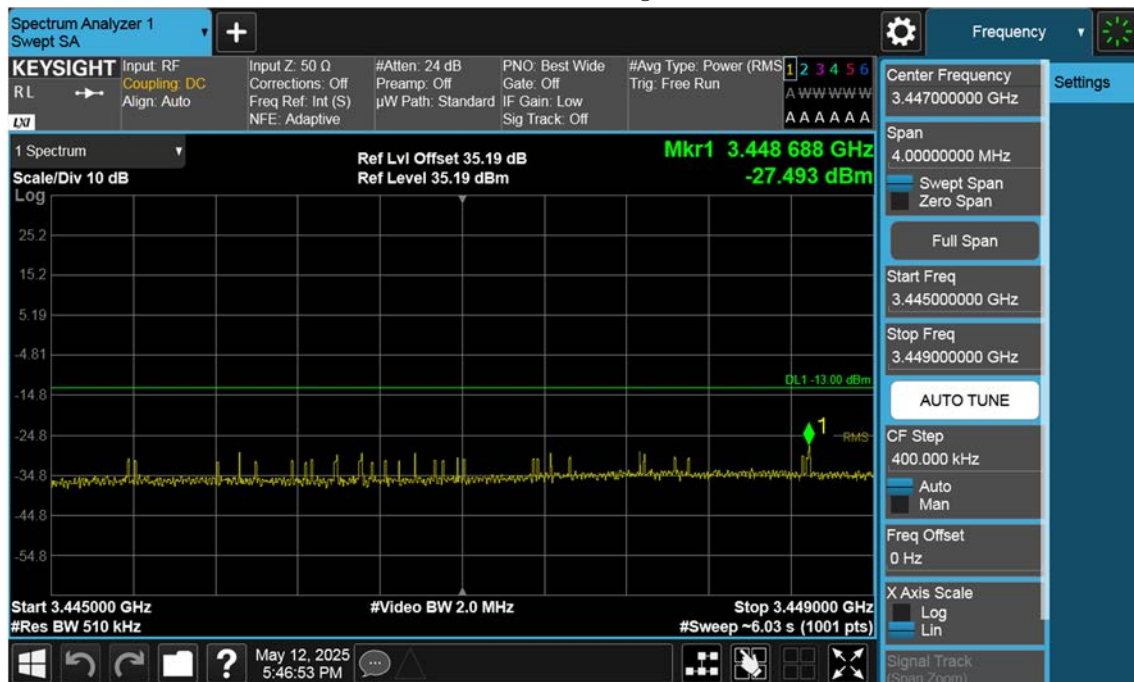 Spectrum Analyzer 1
Swept SA
+
Frequency
KEYSIGHT
RL
LXI
Input: RF
Coupling: DC
Align: Auto
Input Z: 50 Ω
Corrections: Off
Freq Ref: Int (S)
NFE: Adaptive
#Atten: 24 dB
Preamp: Off
µW Path: Standard
PNO: Best Wide
Gate: Off
IF Gain: Low
Sig Track: Off
#Avg Type: Power (RMS
Trig: Free Run
1 2 3 4 5 6
A W W W W W
A A A A A A
1 Spectrum
Scale/Div 10 dB
Log
Ref Lvl Offset 35.19 dB
Ref Level 35.19 dBm
Mkr1 3.448 688 GHz
-27.493 dBm
25.2
15.2
5.19
-4.81
-14.8
-24.8
-34.8
-44.8
-54.8
DL1 -13.00 dBm
1
RMS
Start 3.445000 GHz
#Res BW 510 kHz
#Video BW 2.0 MHz
Stop 3.449000 GHz
#Sweep ~6.03 s (1001 pts)
Center Frequency
3.447000000 GHz
Span
4.00000000 MHz
Swept Span
Zero Span
Full Span
Start Freq
3.445000000 GHz
Stop Freq
3.449000000 GHz
AUTO TUNE
CF Step
400.000 kHz
Auto
Man
Freq Offset
0 Hz
X Axis Scale
Log
Lin
Signal Track
(Span Zoom)
Settings
?
May 12, 2025
5:46:53 PM